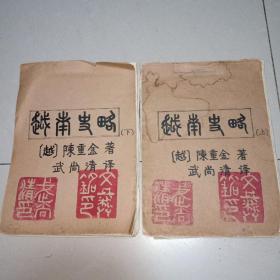 越南史略
(下)
[越] 陳重金 著
武尚清 译
越南史略
(上)
[越] 陳重金 著
武尚清 译